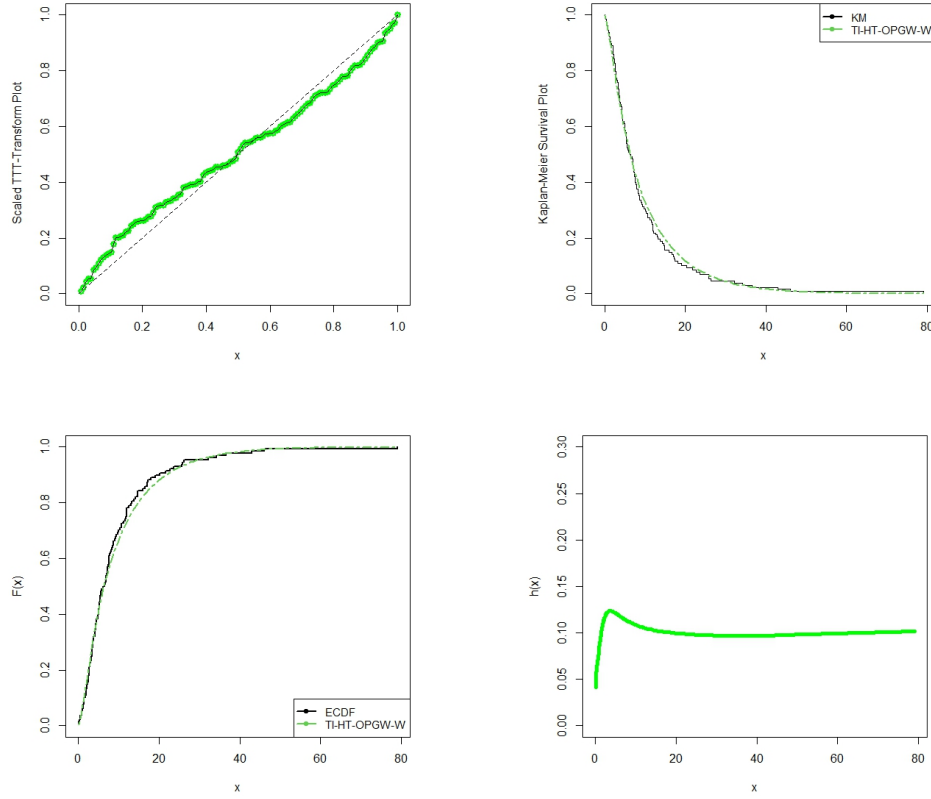 Scaled TTT-Transform Plot
1.0
0.8
0.6
0.4
0.2
0.0
0.0 0.2 0.4 0.6 0.8 1.0
x
Kaplan-Meier Survival Plot
1.0
0.8
0.6
0.4
0.2
0.0
KM
TI-HT-OPGW-W
0 20 40 60 80
x
F(x)
1.0
0.8
0.6
0.4
0.2
0.0
ECDF
TI-HT-OPGW-W
0 20 40 60 80
x
h(x)
0.30
0.25
0.20
0.15
0.10
0.05
0.00
0 20 40 60 80
x